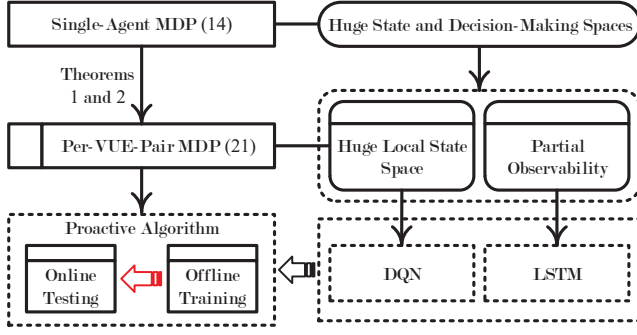 Single-Agent MDP (14)
Huge State and Decision-Making Spaces
Theorems
1 and 2
Per-VUE-Pair MDP (21)
Huge Local State
Space
Partial
Observability
Proactive Algorithm
Online
Testing
Offline
Training
DQN
LSTM